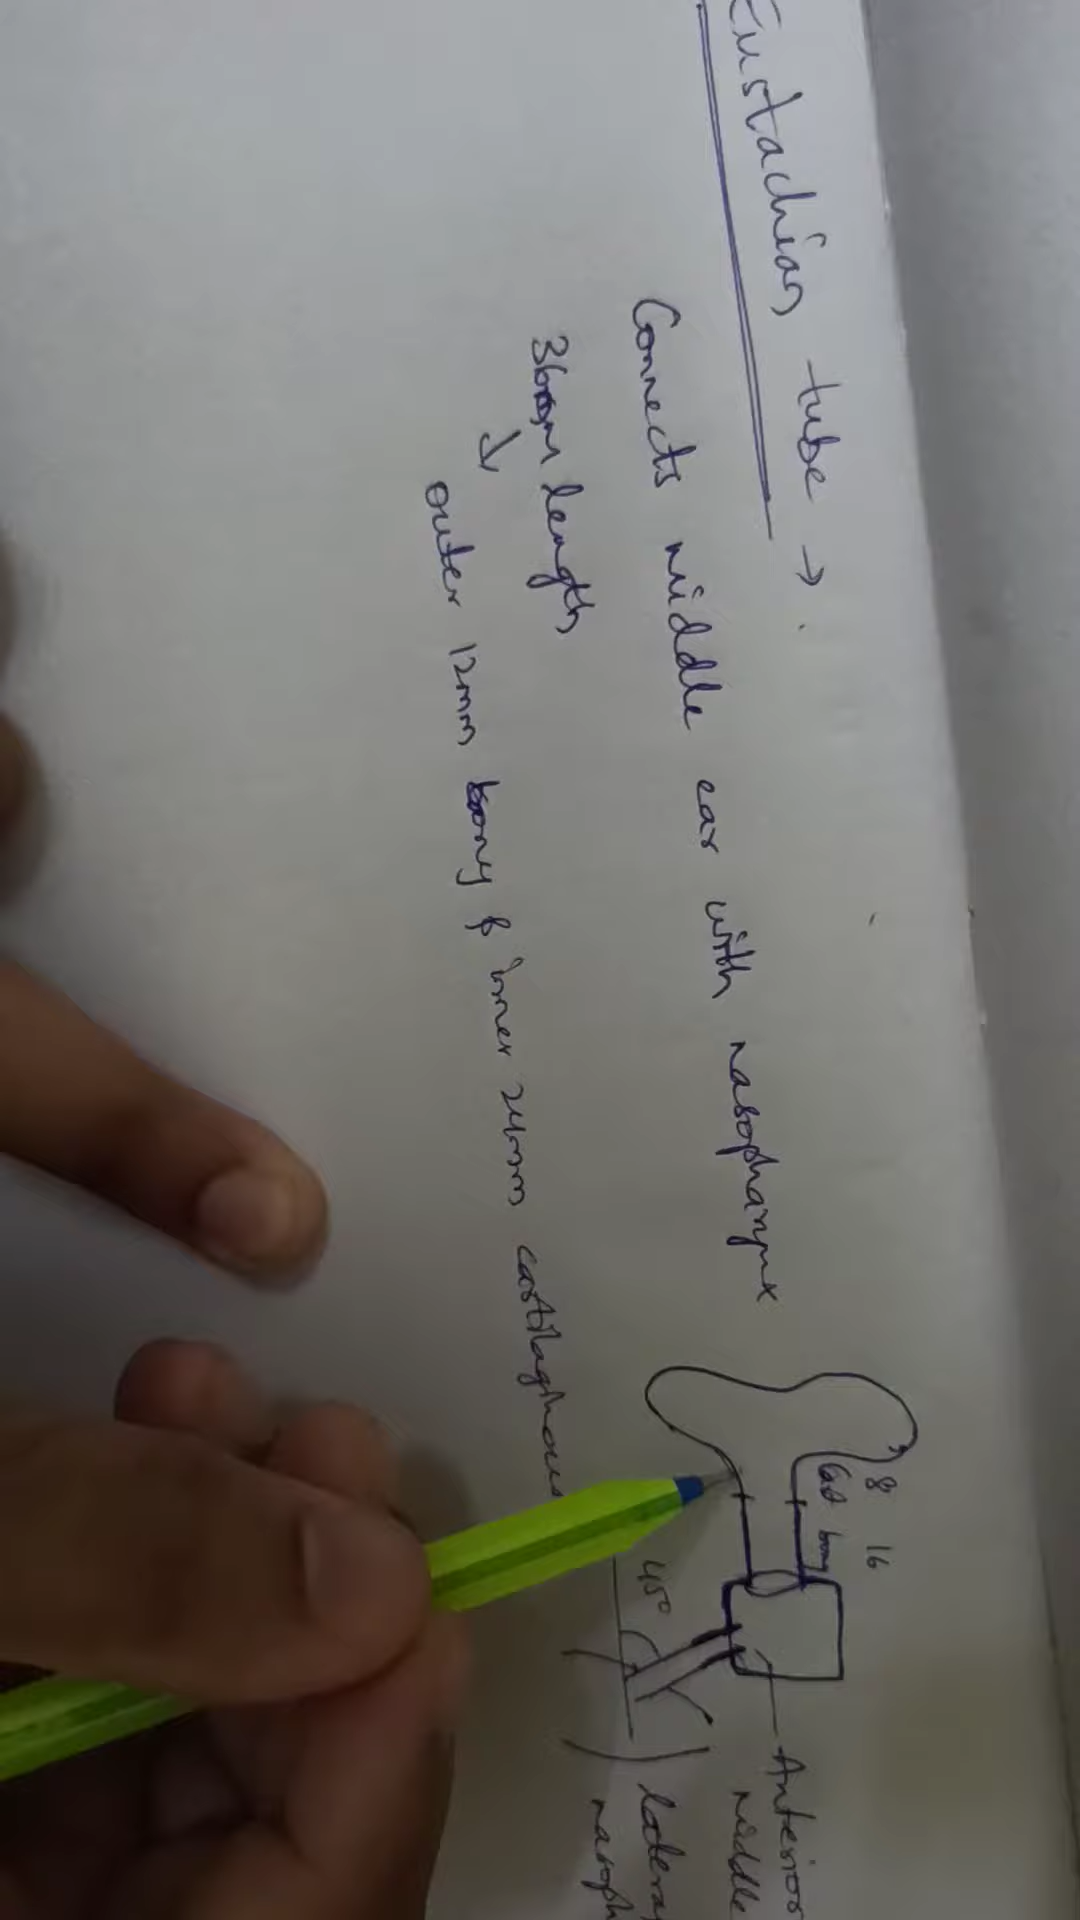 Eustachian tube →
Connects middle ear with nasopharynx
36mm length
↓
outer 12mm bony & inner 24mm cartilaginous
8 16
bony
45°
Anterior
middle